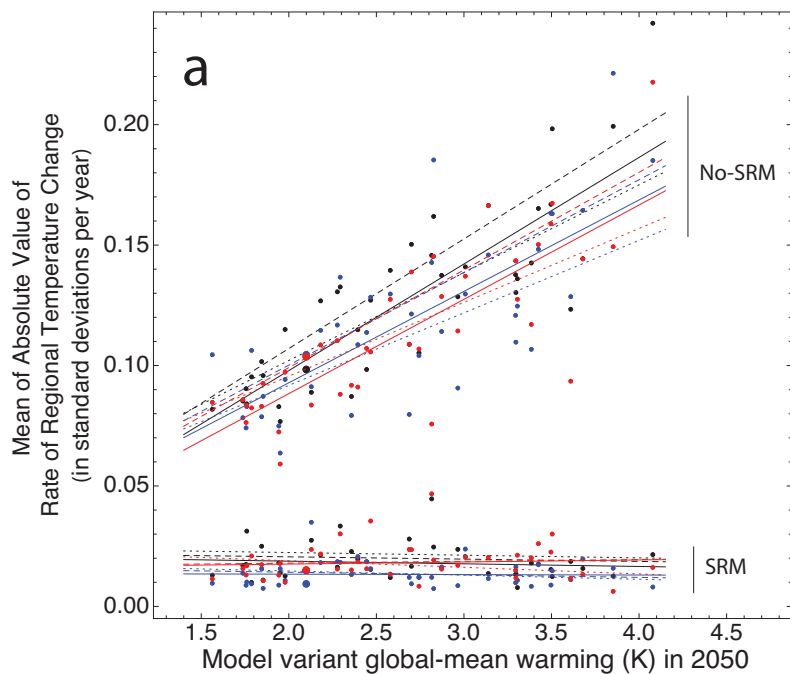 a
0.20
No-SRM
0.15
0.10
0.05
SRM
0.00
1.5 2.0 2.5 3.0 3.5 4.0 4.5
Model variant global-mean warming (K) in 2050
Mean of Absolute Value of
Rate of Regional Temperature Change
(in standard deviations per year)